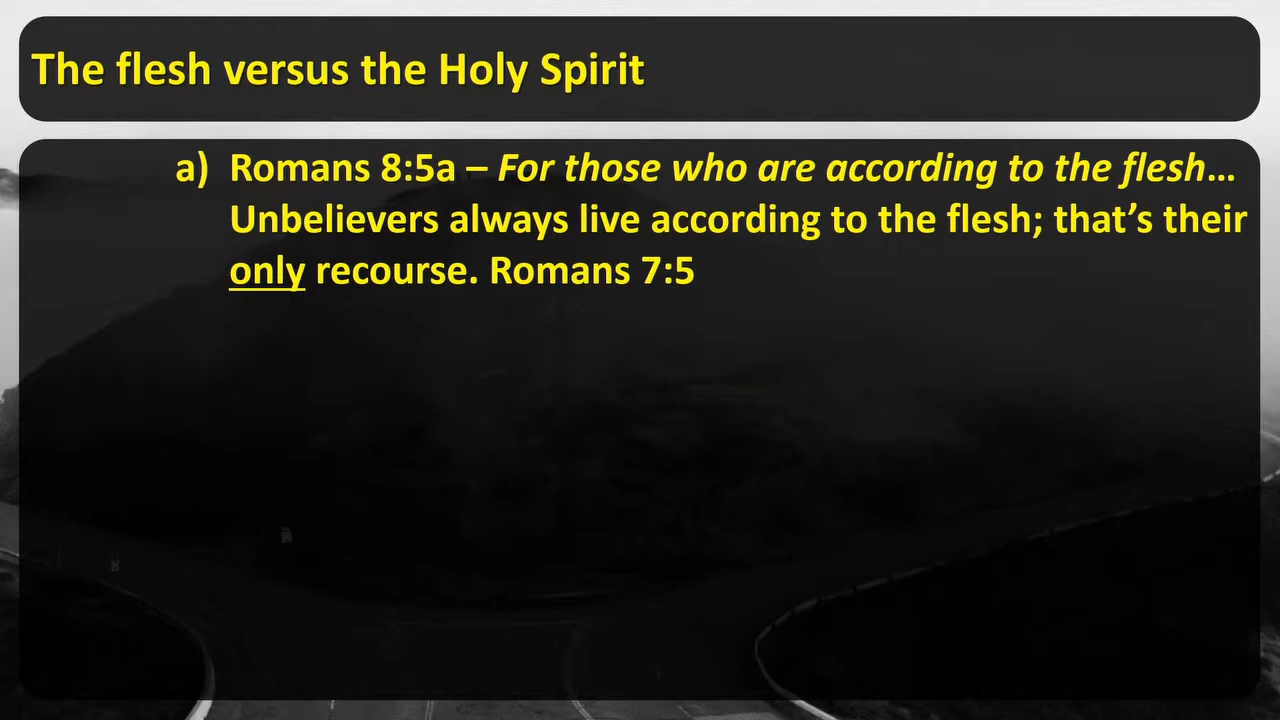 The flesh versus the Holy Spirit
a) Romans 8:5a – For those who are according to the flesh…
Unbelievers always live according to the flesh; that’s their
only recourse. Romans 7:5